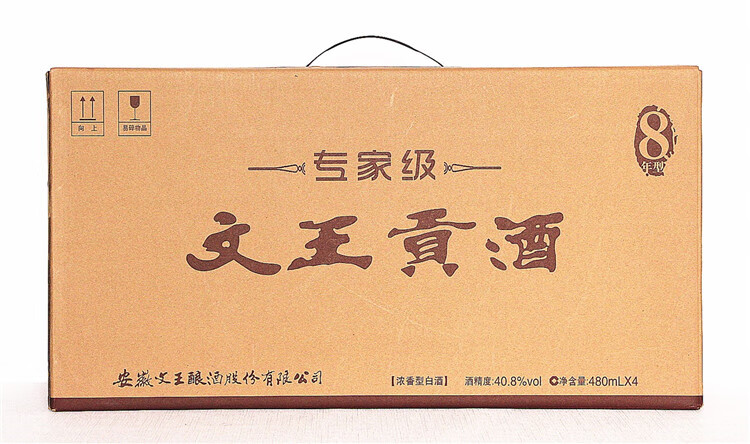 向上
易碎物品
8
年型
专家级
文王貢酒
安徽文王酿酒股份有限公司
【浓香型白酒】 酒精度:40.8%vol 净含量:480mLX4